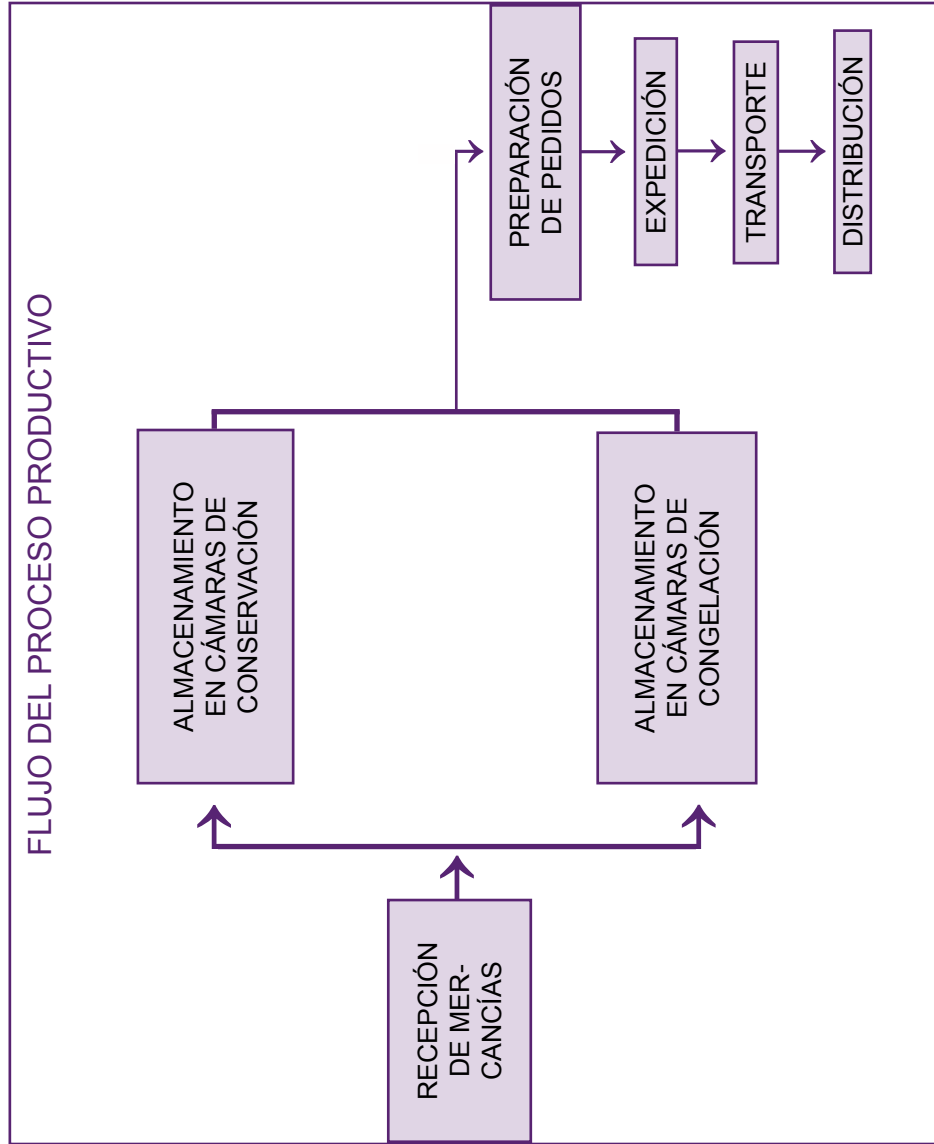 FLUJO DEL PROCESO PRODUCTIVO
RECEPCIÓN
DE MER-
CANCÍAS
ALMACENAMIENTO
EN CÁMARAS DE
CONSERVACIÓN
ALMACENAMIENTO
EN CÁMARAS DE
CONGELACIÓN
PREPARACIÓN
DE PEDIDOS
EXPEDICIÓN
TRANSPORTE
DISTRIBUCIÓN